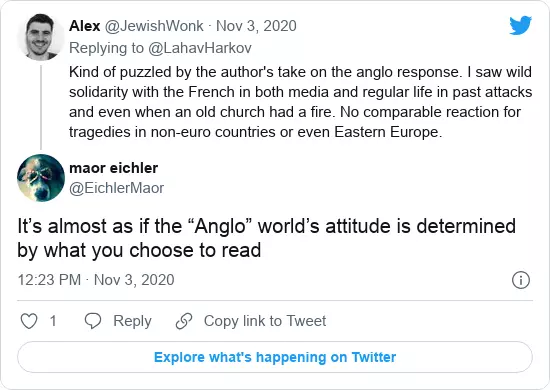 Alex @JewishWonk · Nov 3, 2020
Replying to @LahavHarkov
Kind of puzzled by the author's take on the anglo response. I saw wild
solidarity with the French in both media and regular life in past attacks
and even when an old church had a fire. No comparable reaction for
tragedies in non-euro countries or even Eastern Europe.
maor eichler
@EichlerMaor
It’s almost as if the “Anglo” world’s attitude is determined
by what you choose to read
12:23 PM · Nov 3, 2020
1 Reply Copy link to Tweet
Explore what's happening on Twitter